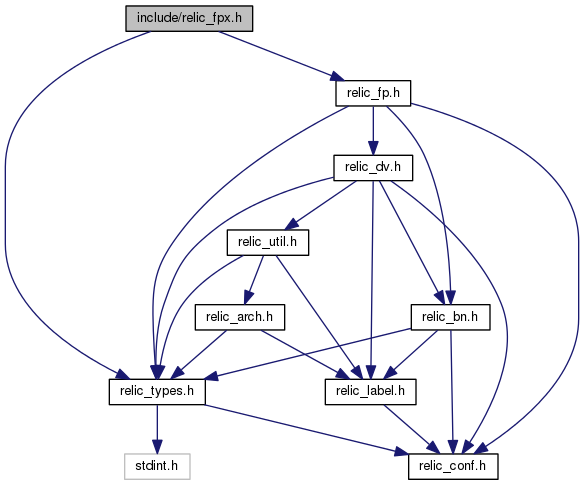 include/relic_fpx.h
relic_fp.h
relic_dv.h
relic_util.h
relic_arch.h
relic_bn.h
relic_types.h
relic_label.h
stdint.h
relic_conf.h